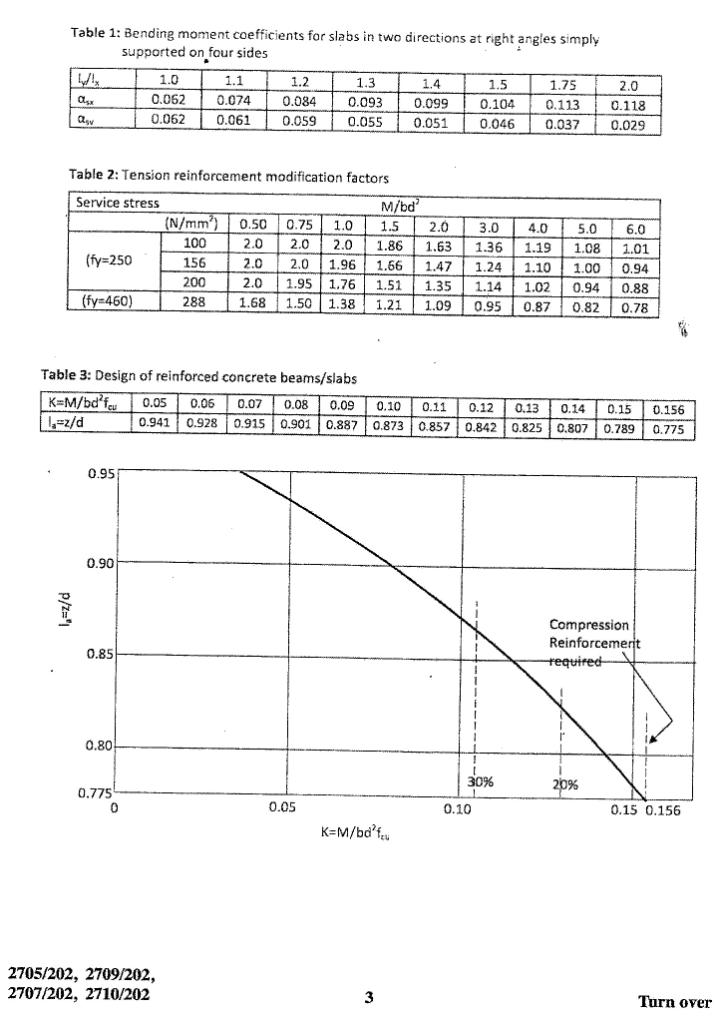 Table 1: Bending moment coefficients for slabs in two directions at right angles simply
supported on four sides
ly/lx 1.0 1.1 1.2 1.3 1.4 1.5 1.75 2.0
αsx 0.062 0.074 0.084 0.093 0.099 0.104 0.113 0.118
αsy 0.062 0.061 0.059 0.055 0.051 0.046 0.037 0.029
Table 2: Tension reinforcement modification factors
Service stress M/bd²
(N/mm²) 0.50 0.75 1.0 1.5 2.0 3.0 4.0 5.0 6.0
100 2.0 2.0 2.0 1.86 1.63 1.36 1.19 1.08 1.01
(fy=250 156 2.0 2.0 1.96 1.66 1.47 1.24 1.10 1.00 0.94
200 2.0 1.95 1.76 1.51 1.35 1.14 1.02 0.94 0.88
(fy=460) 288 1.68 1.50 1.38 1.21 1.09 0.95 0.87 0.82 0.78
Table 3: Design of reinforced concrete beams/slabs
K=M/bd²fcu 0.05 0.06 0.07 0.08 0.09 0.10 0.11 0.12 0.13 0.14 0.15 0.156
la=z/d 0.941 0.928 0.915 0.901 0.887 0.873 0.857 0.842 0.825 0.807 0.789 0.775
0.95
0.90
la=z/d
Compression
Reinforcement
0.85
required
0.80
30% 20%
0.775
0 0.05 0.10 0.15 0.156
K=M/bd²fcu
2705/202, 2709/202,
2707/202, 2710/202
3
Turn over